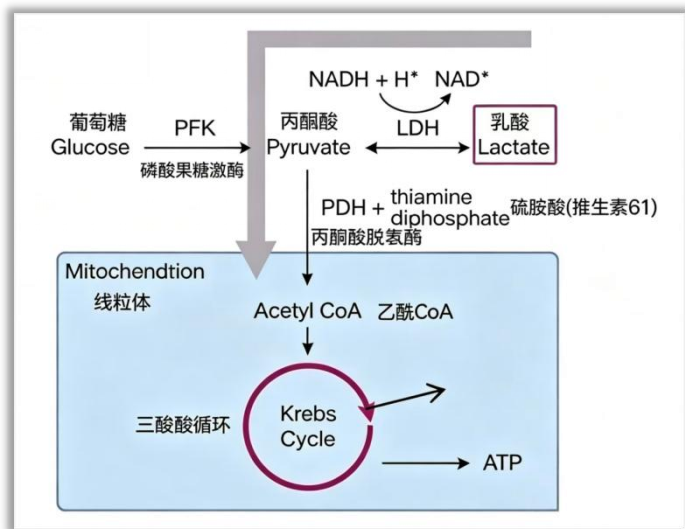 NADH + H* NAD*
葡萄糖
Glucose
PFK
磷酸果糖激酶
丙酮酸
Pyruvate
LDH
乳酸
Lactate
PDH + thiamine diphosphate 硫胺酸(推生素61)
丙酮酸脱氢酶
Mitochendtion
线粒体
Acetyl CoA 乙酰CoA
三酸酸循环
Krebs
Cycle
ATP